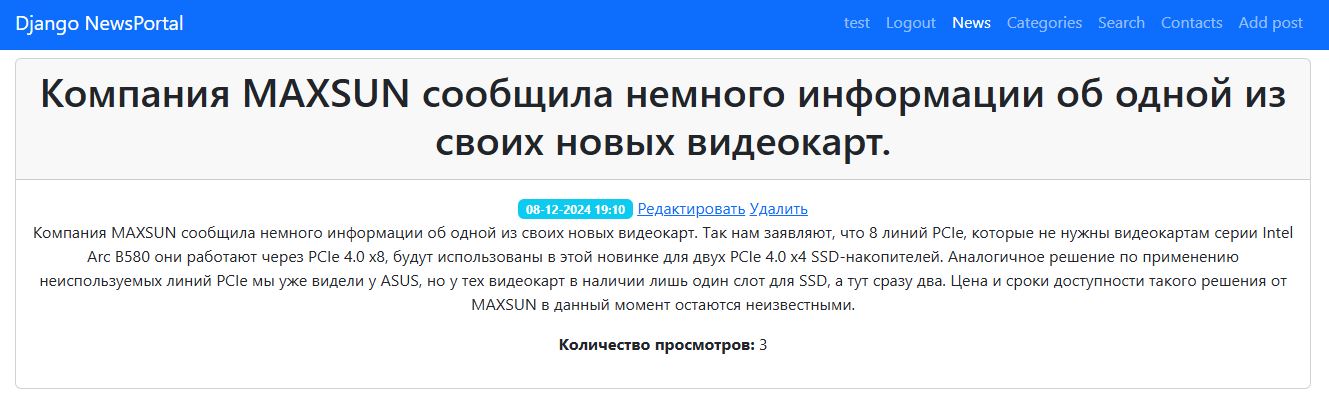 Django NewsPortal test Logout News Categories Search Contacts Add post
Компания MAXSUN сообщила немного информации об одной из
своих новых видеокарт.
08-12-2024 19:10 Редактировать Удалить
Компания MAXSUN сообщила немного информации об одной из своих новых видеокарт. Так нам заявляют, что 8 линий PCIe, которые не нужны видеокартам серии Intel
Arc B580 они работают через PCIe 4.0 x8, будут использованы в этой новинке для двух PCIe 4.0 x4 SSD-накопителей. Аналогичное решение по применению
неиспользуемых линий PCIe мы уже видели у ASUS, но у тех видеокарт в наличии лишь один слот для SSD, а тут сразу два. Цена и сроки доступности такого решения от
MAXSUN в данный момент остаются неизвестными.
Количество просмотров: 3